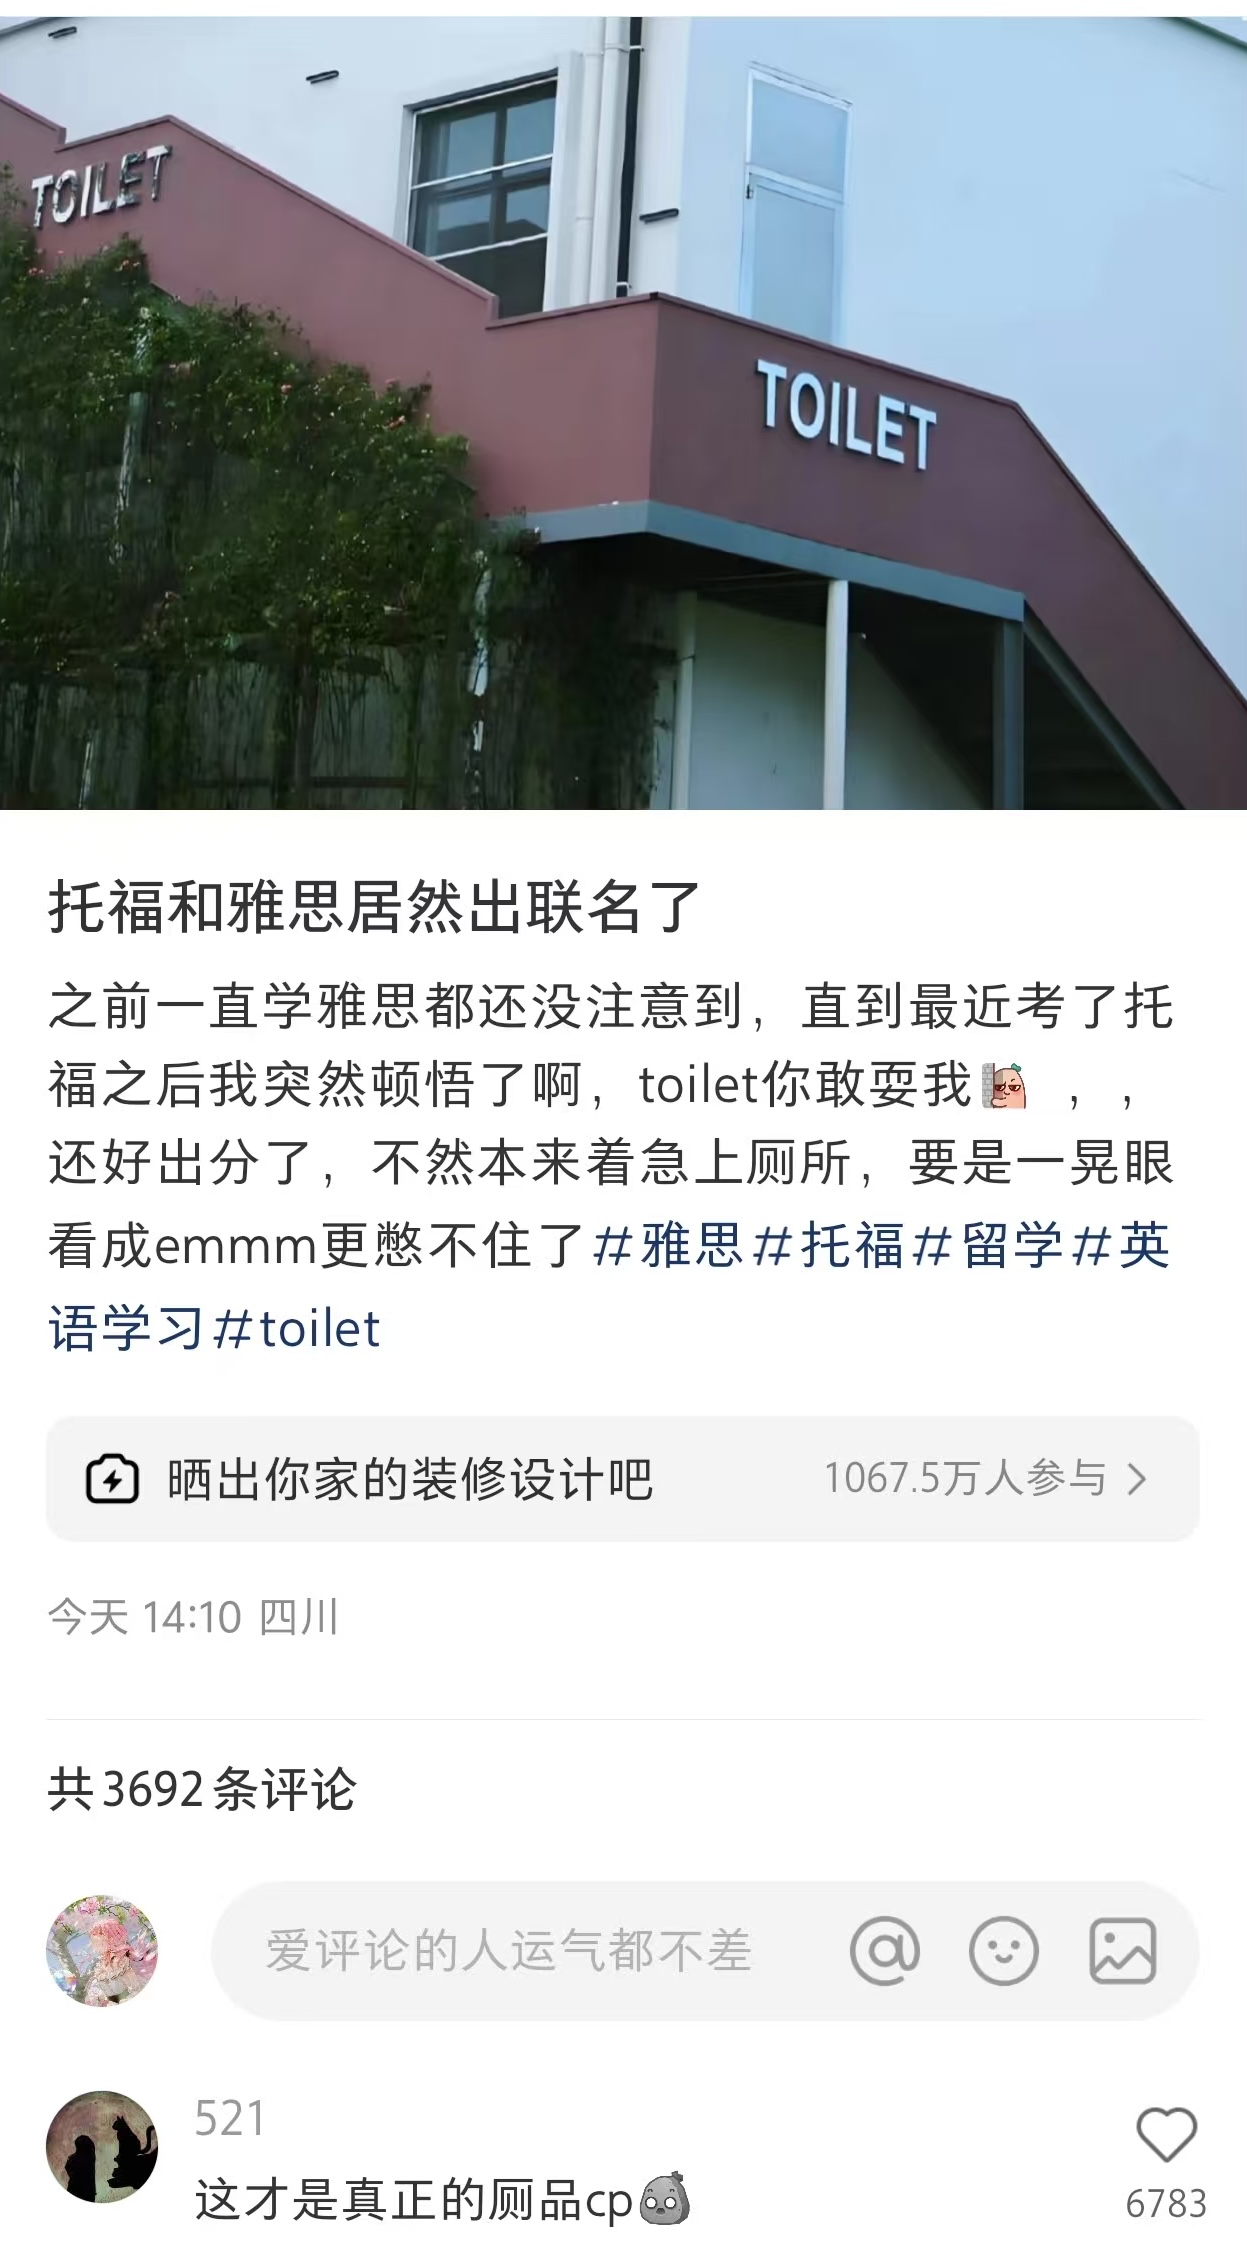 TOILET
TOILET
托福和雅思居然出联名了
之前一直学雅思都还没注意到，直到最近考了托
福之后我突然顿悟了啊，toilet你敢耍我 ，，
还好出分了，不然本来着急上厕所，要是一晃眼
看成emmm更憋不住了#雅思#托福#留学#英
语学习#toilet
晒出你家的装修设计吧 1067.5万人参与
今天 14:10 四川
共3692条评论
爱评论的人运气都不差
521
这才是真正的厕品cp
6783